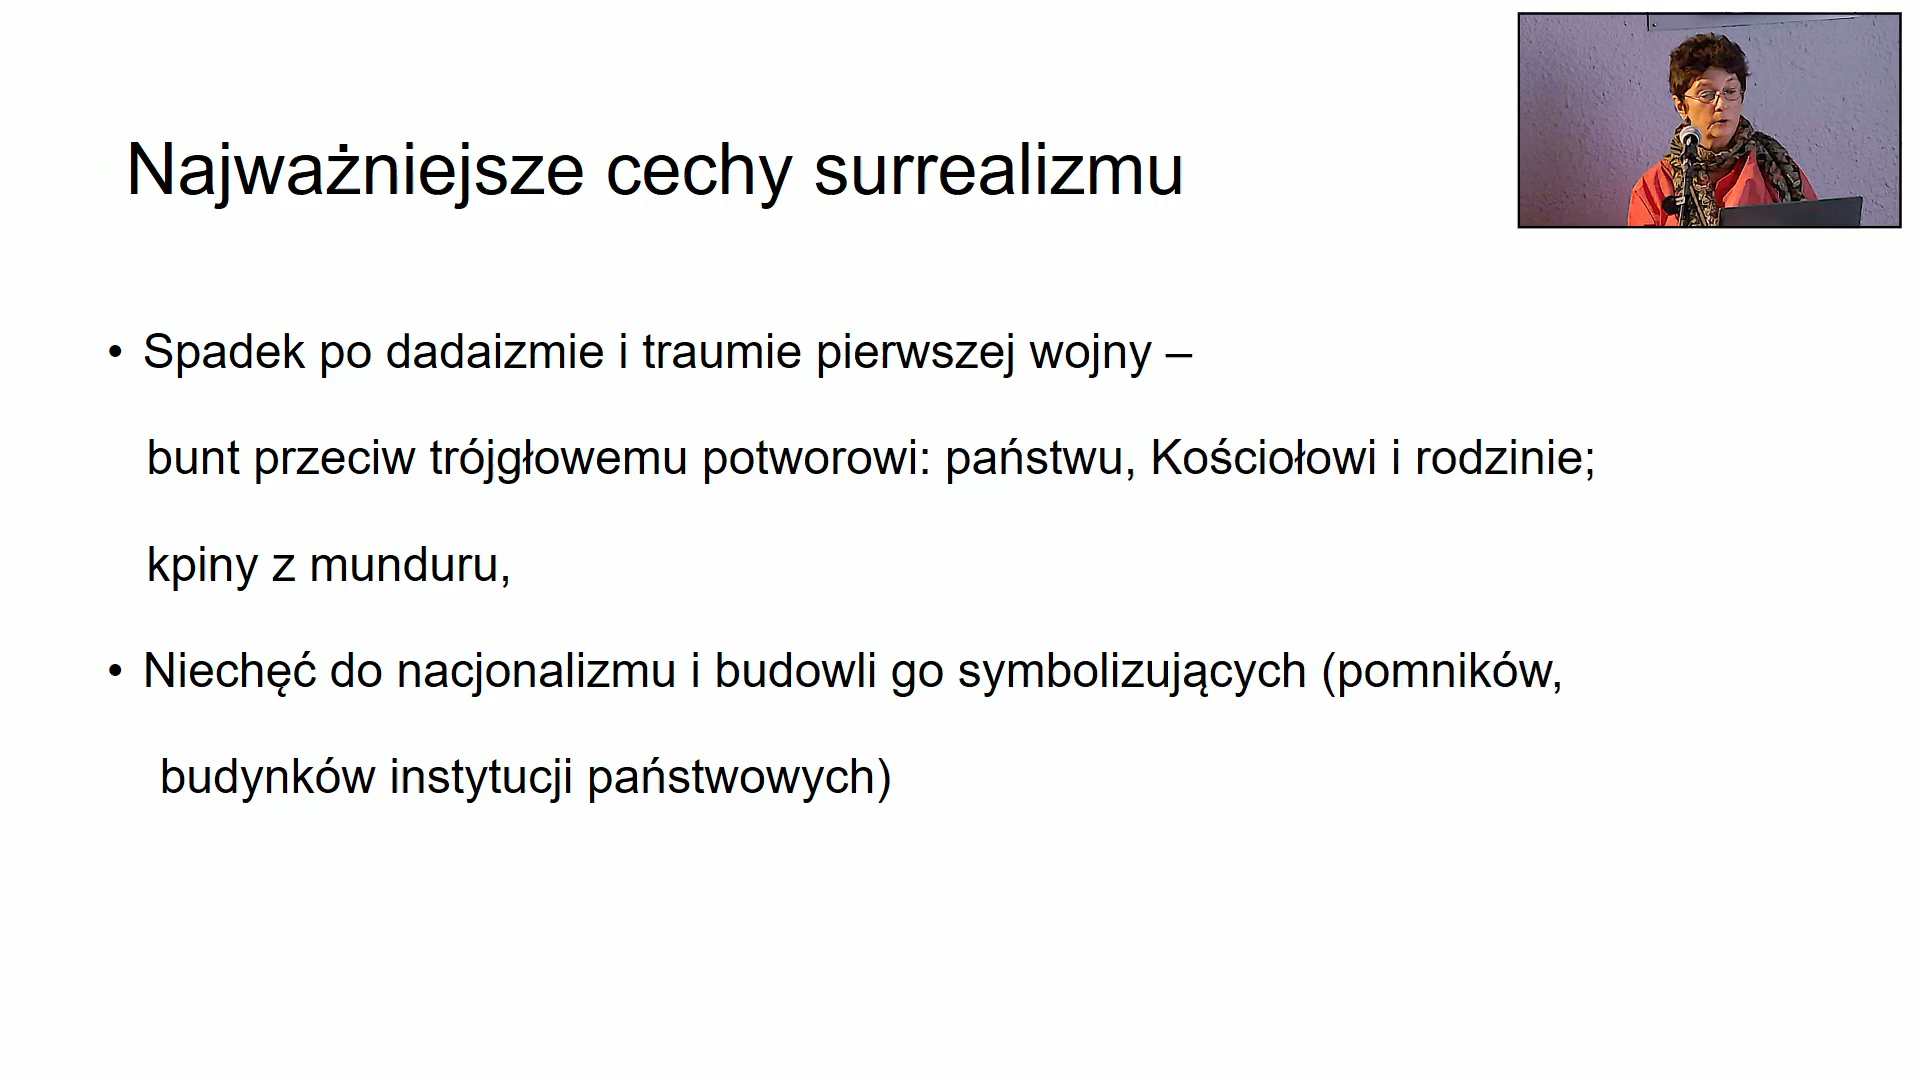 Najważniejsze cechy surrealizmu
• Spadek po dadaizmie i traumie pierwszej wojny –
bunt przeciw trójgłowemu potworowi: państwu, Kościołowi i rodzinie;
kpiny z munduru,
• Niechęć do nacjonalizmu i budowli go symbolizujących (pomników,
budynków instytucji państwowych)